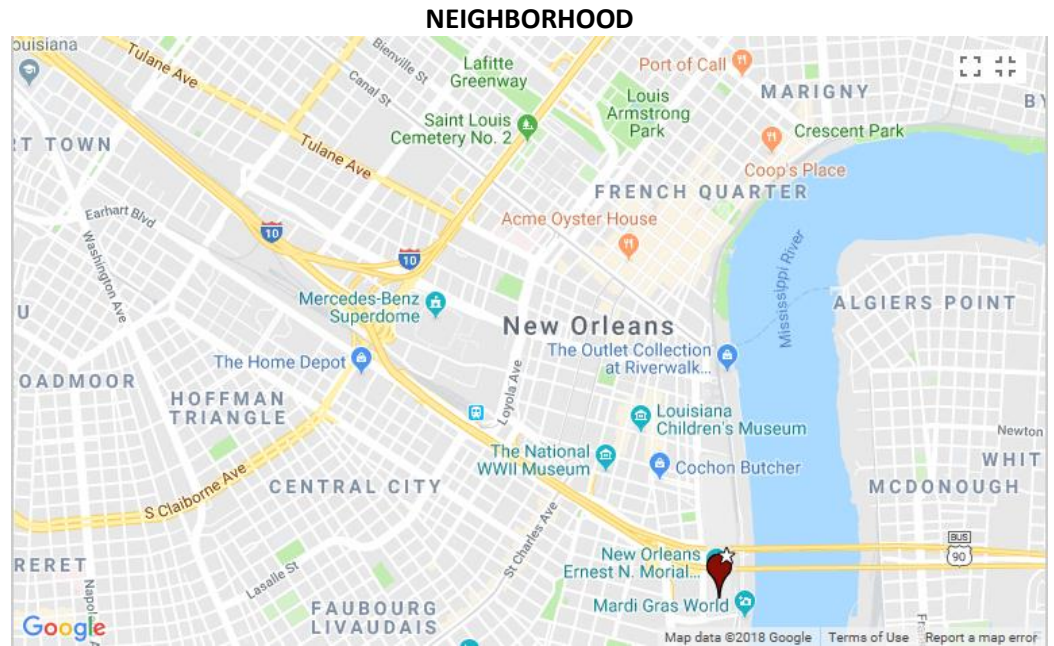 NEIGHBORHOOD
ouisiana
Tulane Ave
Bienville St
Canal St
Lafitte
Greenway
Port of Call
MARIGNY
BY
Louis
Armstrong
Park
Saint Louis
Cemetery No. 2
Crescent Park
RT TOWN
Tulane Ave
Coop's Place
FRENCH QUARTER
Earhart Blvd
Acme Oyster House
10
10
Washington Ave
Mississippi River
Mercedes-Benz
Superdome
ALGIERS POINT
U
New Orleans
The Outlet Collection
at Riverwalk...
The Home Depot
Loyola Ave
OADMOOR
HOFFMAN
TRIANGLE
Louisiana
Children's Museum
Newton
The National
WWII Museum
WHIT
Cochon Butcher
S Claiborne Ave
CENTRAL CITY
MCDONOUGH
St Charles Ave
BUS
90
New Orleans
Ernest N. Morial...
RERET
Lasalle St
Mardi Gras World
Napol
FAUBOURG
LIVAUDAIS
Google
Map data ©2018 Google
Terms of Use
Report a map error